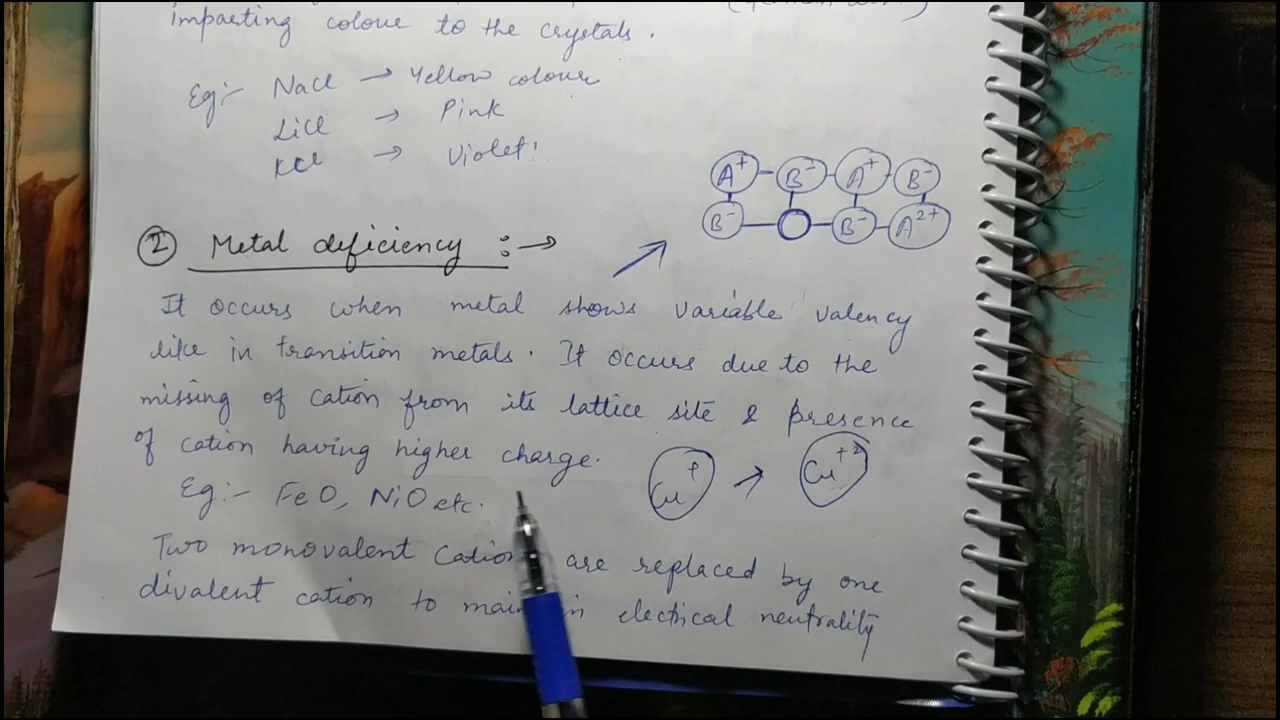 imparting colour to the crystals.
Eg:- NaCl → Yellow colour
LiCl → Pink
KCl → Violet.
A+ B- A+ B-
B- B- A2+
② Metal deficiency :→
It occurs when metal shows variable valency
like in transition metals. It occurs due to the
missing of cation from its lattice site & presence
of cation having higher charge.
Cu+ → Cu+2
Eg:- FeO, NiO etc.
Two monovalent cation are replaced by one
divalent cation to maintain electrical neutrality